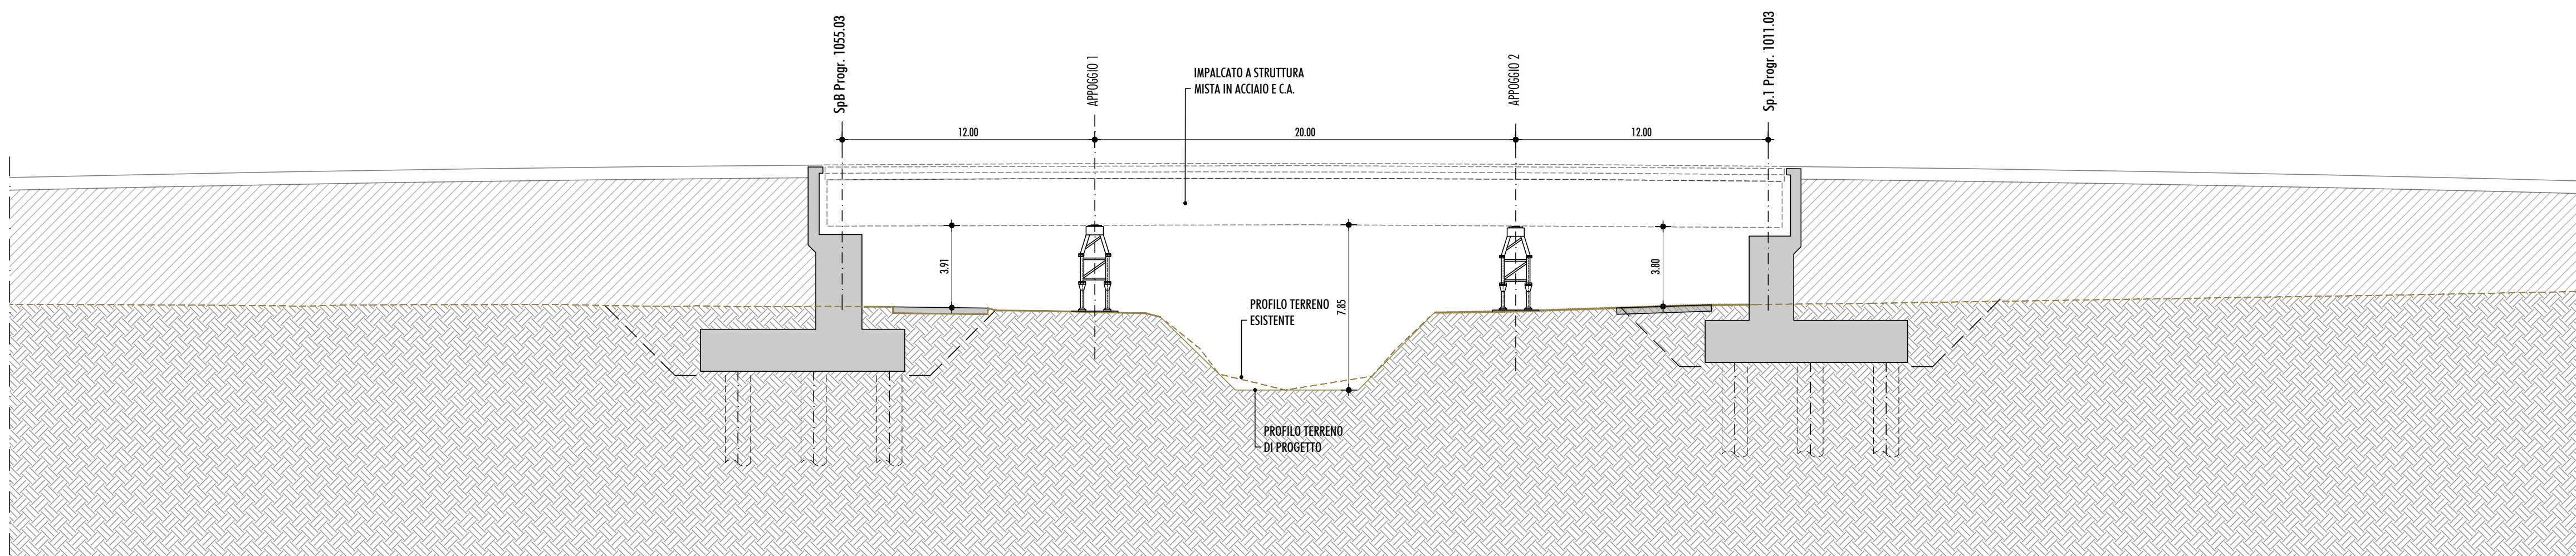 SpB Progr. 1055.03
APPOGGIO 1
IMPALCATO A STRUTTURA
MISTA IN ACCIAIO E C.A.
APPOGGIO 2
Sp.1 Progr. 1011.03
12.00
20.00
12.00
3.91
3.80
7.85
PROFILO TERRENO
ESISTENTE
PROFILO TERRENO
DI PROGETTO